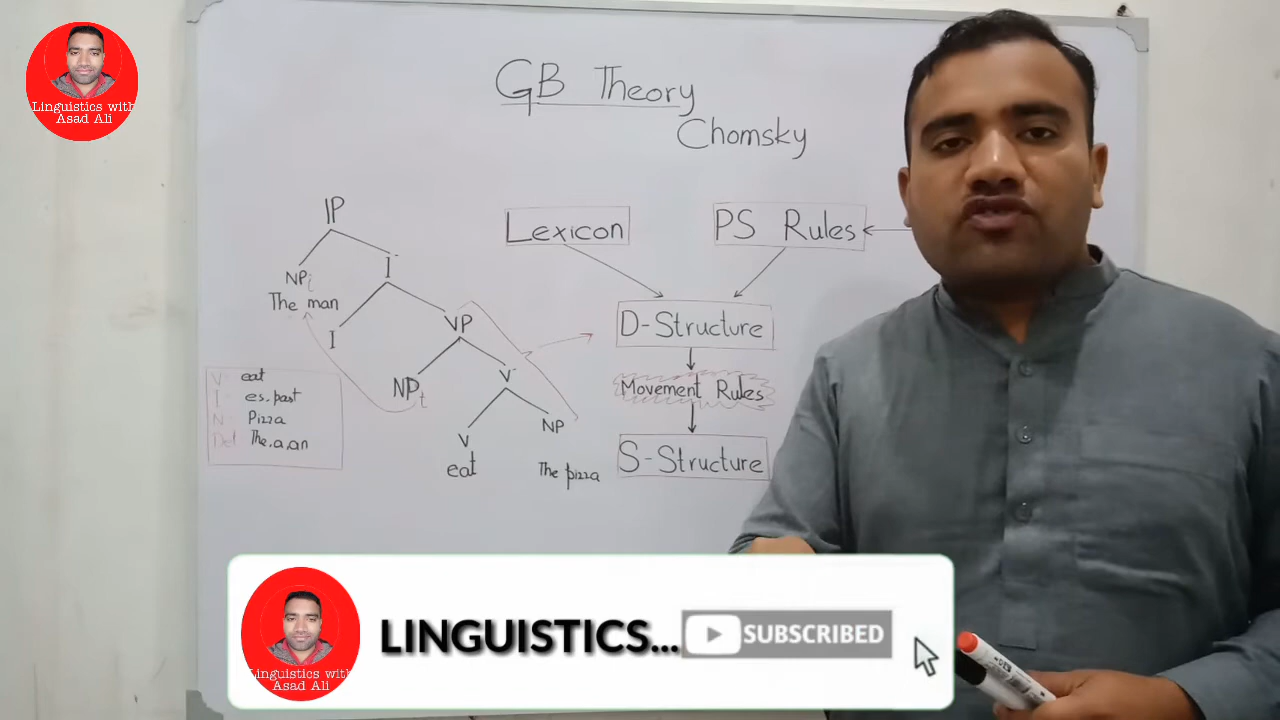 Linguistics with
Asad Ali
GB Theory
Chomsky
IP
NPi
I-
The man
I
VP
NPt
V-
V
NP
eat
The pizza
Lexicon
PS Rules
D-Structure
Movement Rules
S-Structure
V: eat
I: es.past
N: Pizza
Det The.a.an
LINGUISTICS...
SUBSCRIBED
Linguistics with
Asad Ali